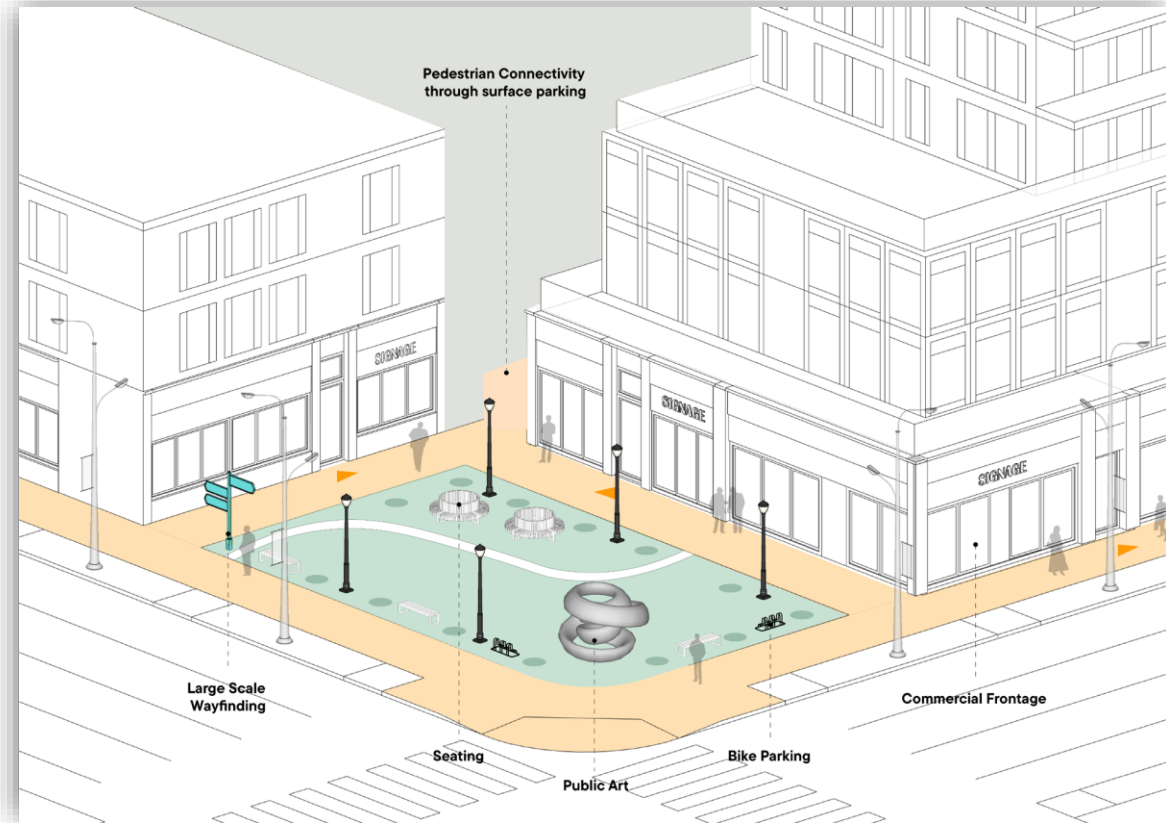 Pedestrian Connectivity
through surface parking
SIGNAGE
SIGNAGE
SIGNAGE
Large Scale
Wayfinding
Commercial Frontage
Seating
Bike Parking
Public Art